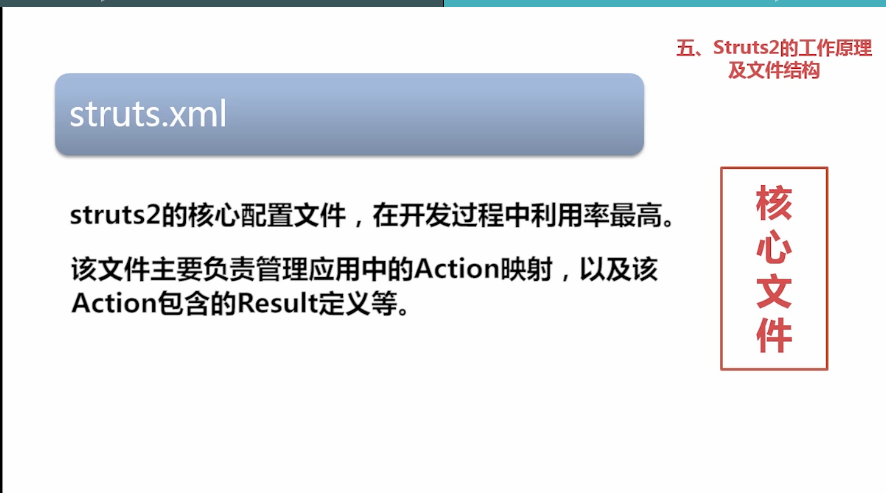 五、Struts2的工作原理
及文件结构
struts.xml
struts2的核心配置文件，在开发过程中利用率最高。
该文件主要负责管理应用中的Action映射，以及该
Action包含的Result定义等。
核
心
文
件